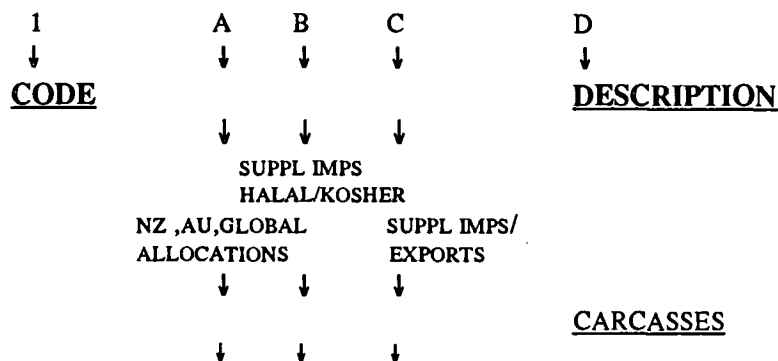 1 A B C D
CODE DESCRIPTION
SUPPL IMPS
HALAL/KOSHER
NZ ,AU,GLOBAL SUPPL IMPS/
ALLOCATIONS EXPORTS
CARCASSES